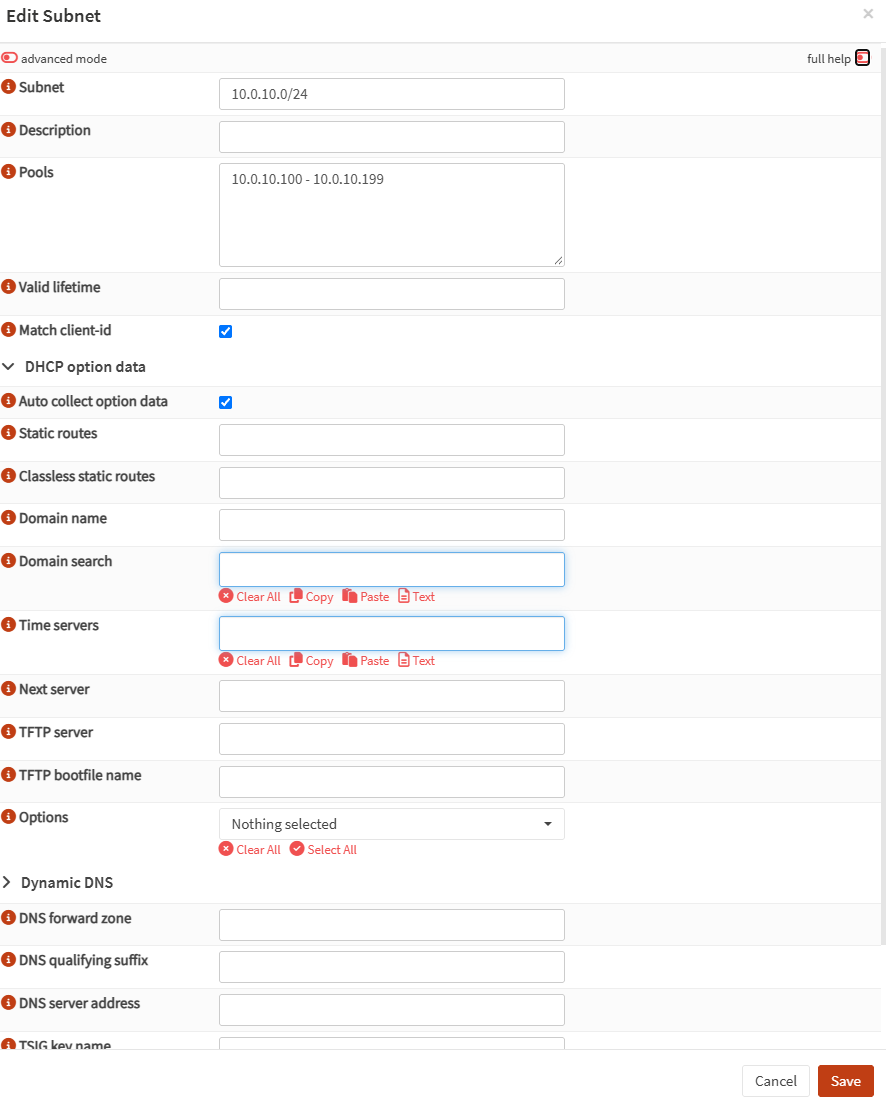 Edit Subnet
×
advanced mode
full help
Subnet
10.0.10.0/24
Description
Pools
10.0.10.100 - 10.0.10.199
Valid lifetime
Match client-id
DHCP option data
Auto collect option data
Static routes
Classless static routes
Domain name
Domain search
Clear All Copy Paste Text
Time servers
Clear All Copy Paste Text
Next server
TFTP server
TFTP bootfile name
Options
Nothing selected
Clear All Select All
Dynamic DNS
DNS forward zone
DNS qualifying suffix
DNS server address
TSIG key name
Cancel Save